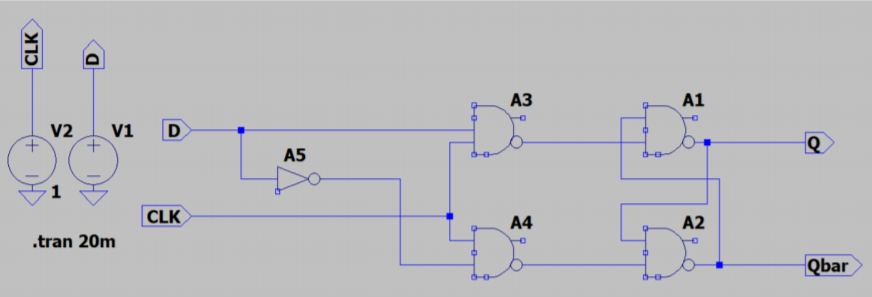 CLK
D
V2
V1
1
.tran 20m
D
A5
CLK
A3
A4
A1
A2
Q
Qbar